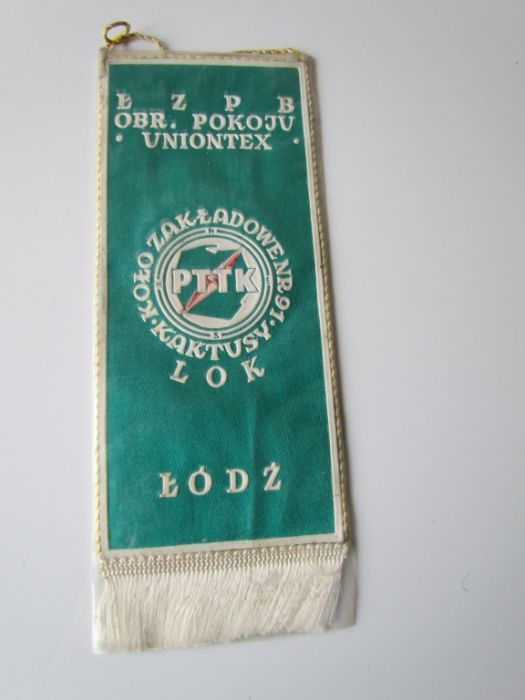 Ł Z P B
OBR. POKOJU
· UNIONTEX ·
KOŁO ZAKŁADOWE NR 91
· KAKTUSY ·
N
E
S
PTTK
LOK
ŁÓDŹ